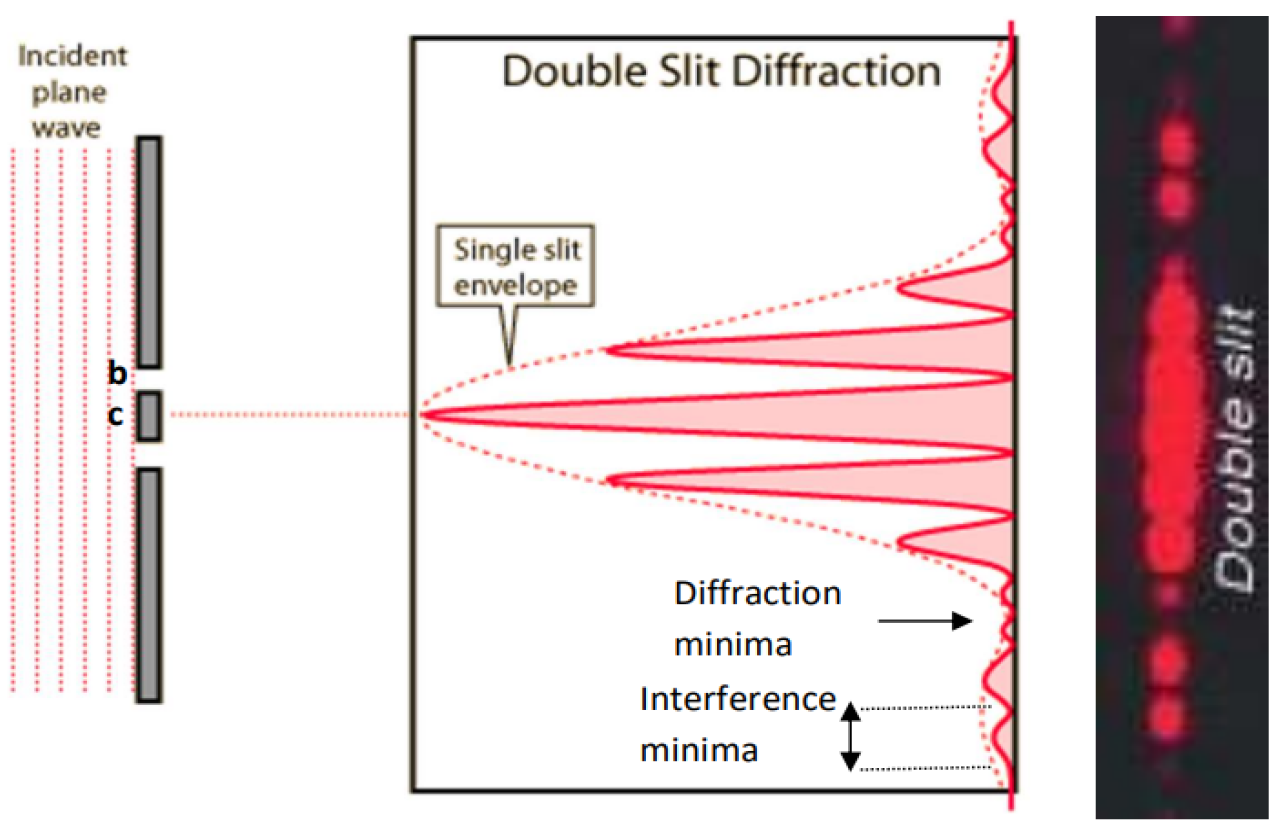 Incident
plane
wave
Double Slit Diffraction
Single slit
envelope
b
c
Diffraction
minima
Interference
minima
Double slit